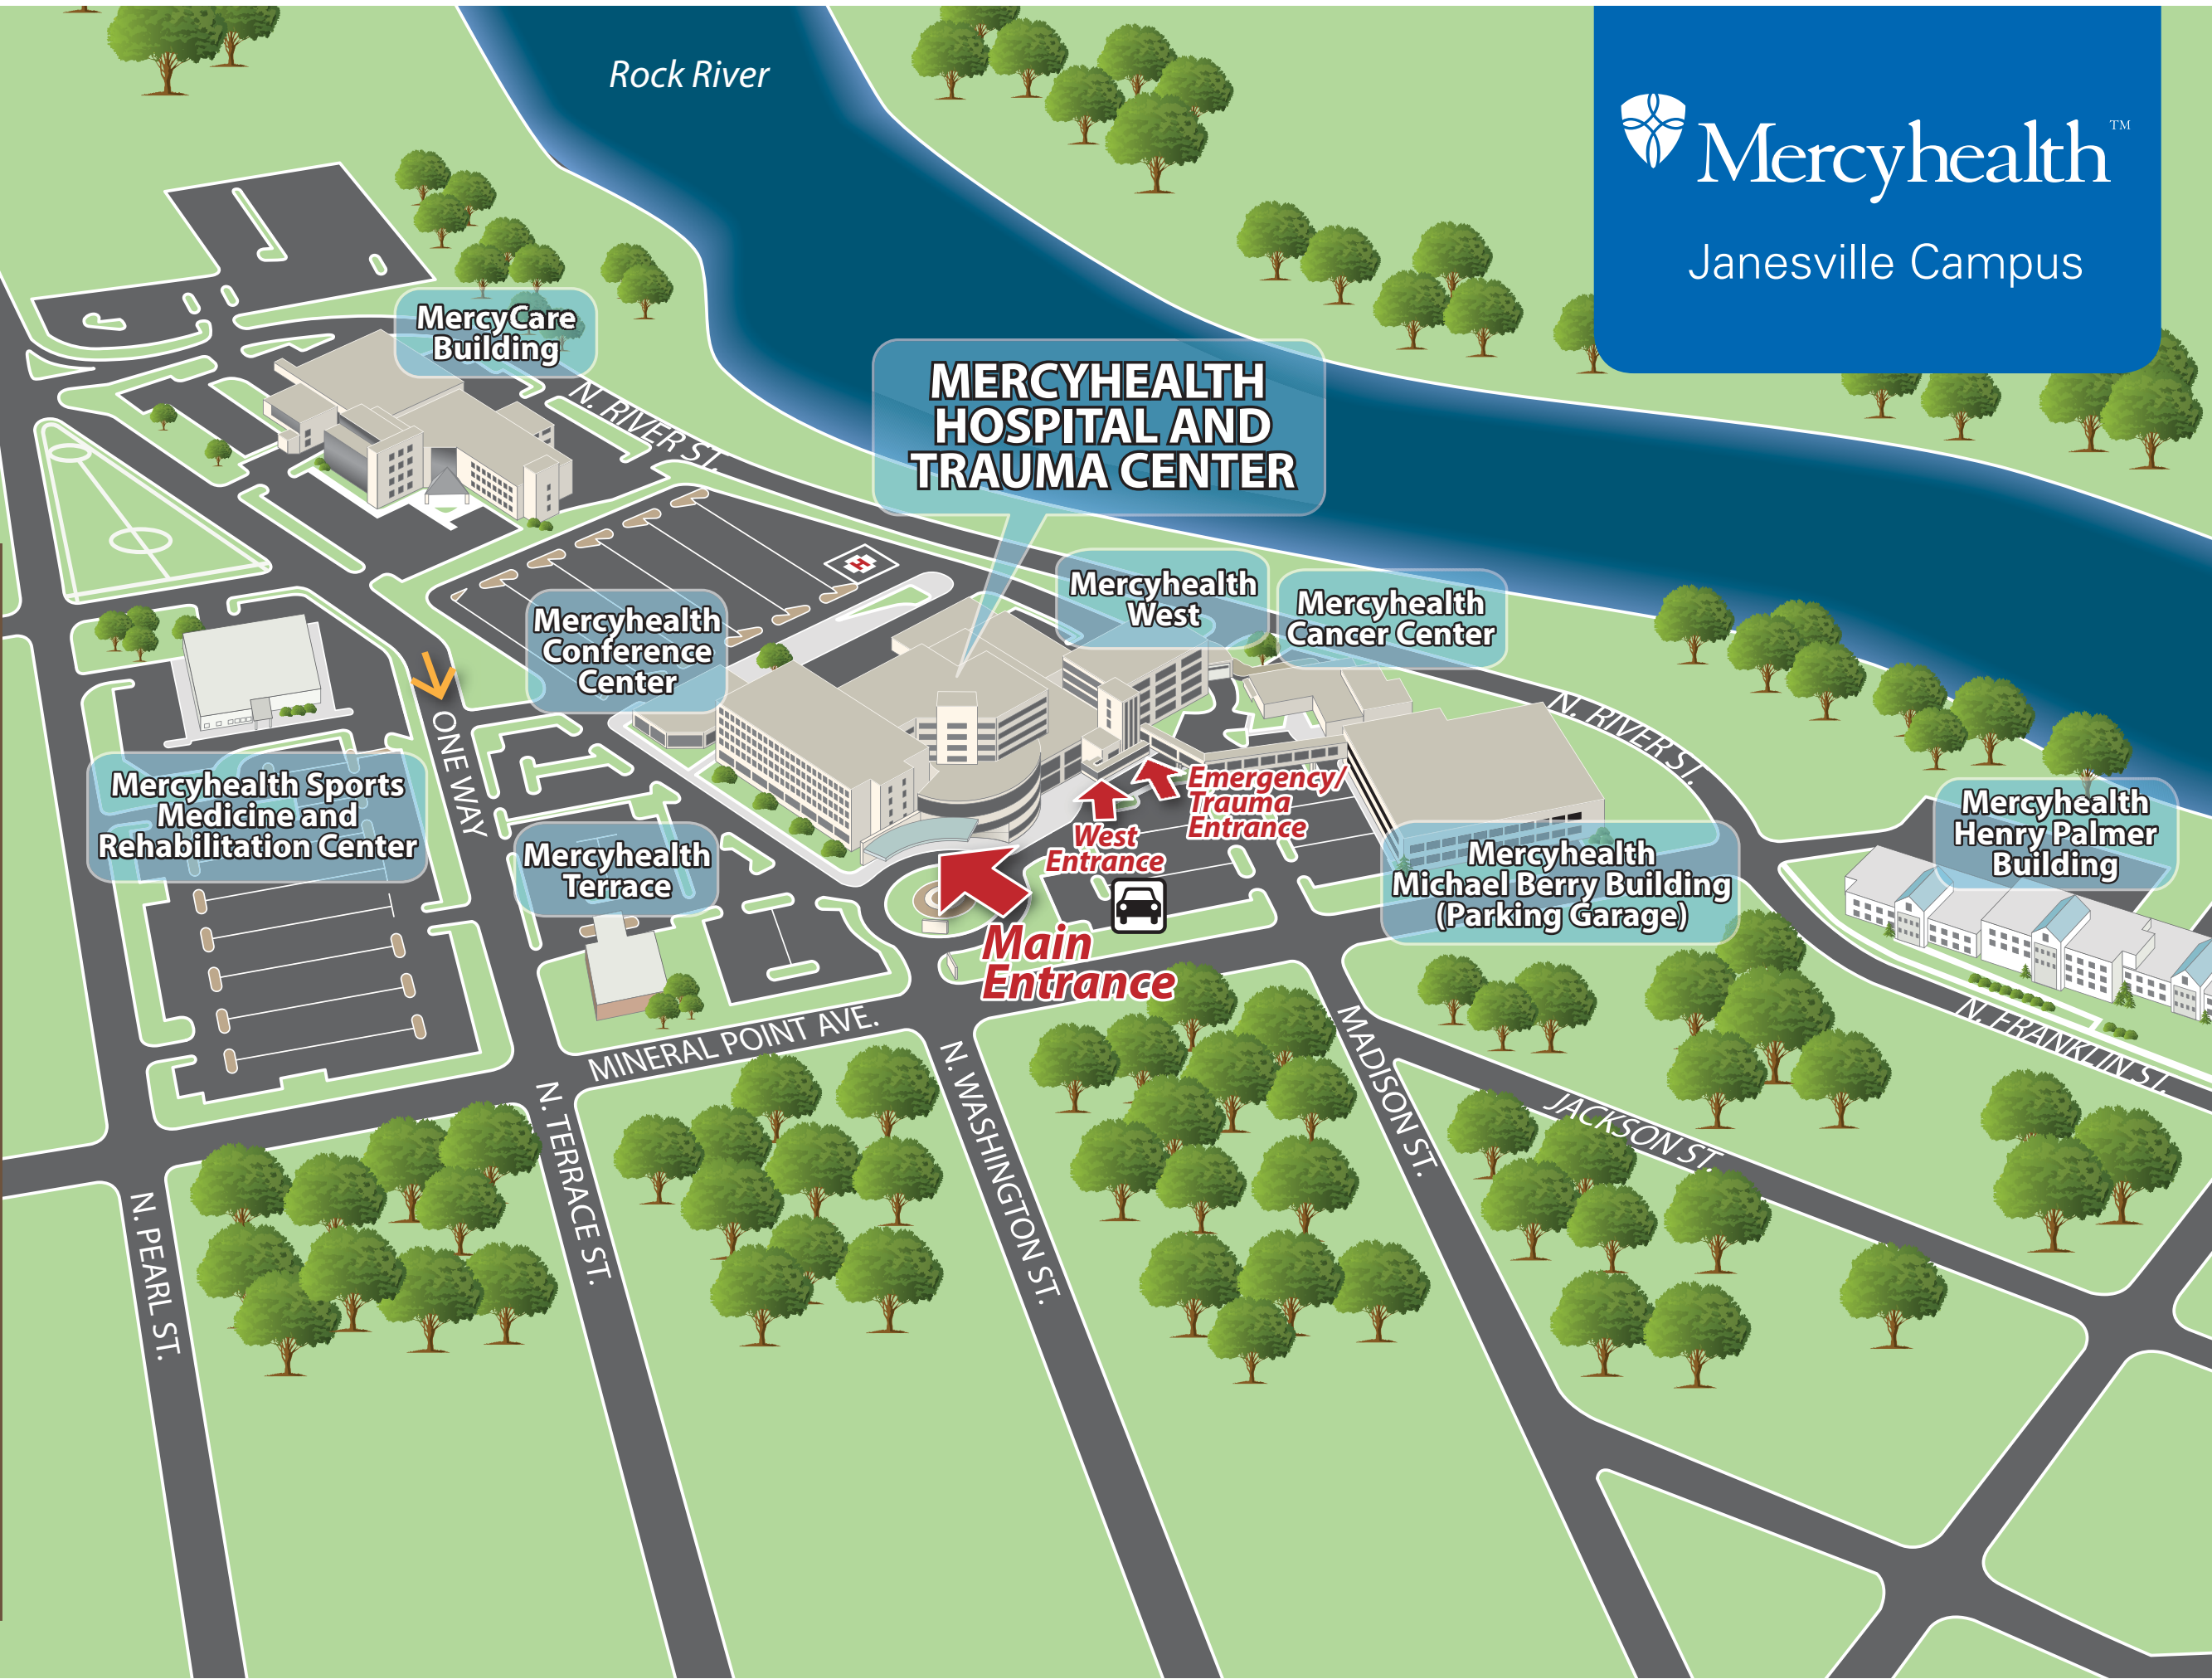 Rock River
Mercyhealth™
Janesville Campus
MercyCare
Building
MERCYHEALTH
HOSPITAL AND
TRAUMA CENTER
N. RIVER ST.
H
Mercyhealth
West
Mercyhealth
Cancer Center
Mercyhealth
Conference
Center
N. RIVER ST.
ONE WAY
Mercyhealth Sports
Medicine and
Rehabilitation Center
Emergency/
Trauma
Entrance
West
Entrance
Mercyhealth
Henry Palmer
Building
Mercyhealth
Terrace
Mercyhealth
Michael Berry Building
(Parking Garage)
Main
Entrance
MINERAL POINT AVE.
N. FRANKLIN ST.
MADISON ST.
JACKSON ST.
N. WASHINGTON ST.
N. TERRACE ST.
N. PEARL ST.